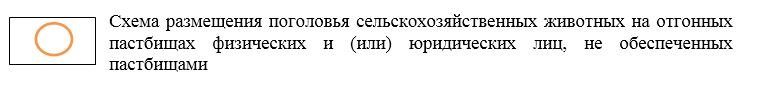 Схема размещения поголовья сельскохозяйственных животных на отгонных
пастбищах физических и (или) юридических лиц, не обеспеченных
пастбищами